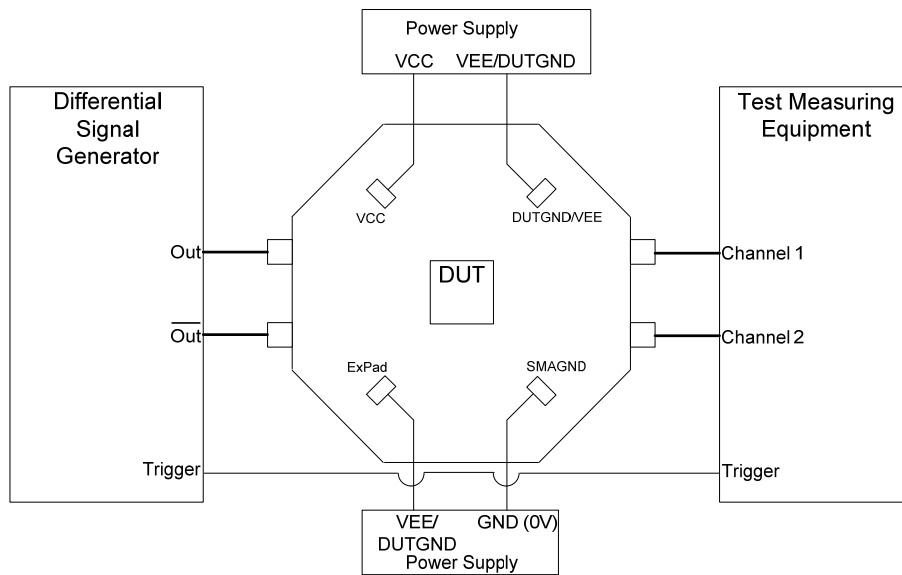 Power Supply
VCC VEE/DUTGND
Differential
Signal
Generator
Test Measuring
Equipment
VCC
DUTGND/VEE
Out
Channel 1
DUT
Out
Channel 2
ExPad
SMAGND
Trigger
Trigger
VEE/
DUTGND
GND (0V)
Power Supply